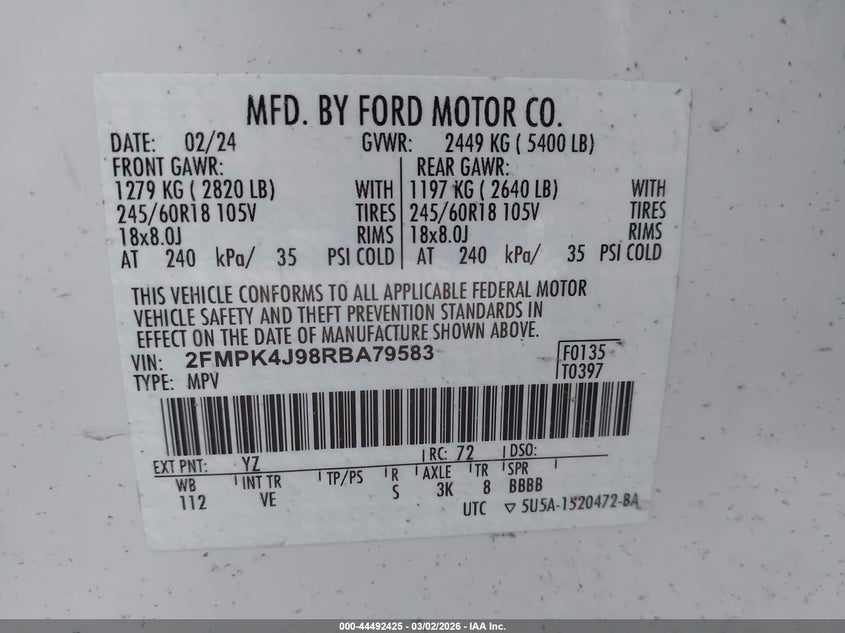 MFD. BY FORD MOTOR CO.
DATE: 02/24 GVWR: 2449 KG ( 5400 LB)
FRONT GAWR: REAR GAWR:
1279 KG ( 2820 LB) WITH 1197 KG ( 2640 LB) WITH
245/60R18 105V TIRES 245/60R18 105V TIRES
18x8.0J RIMS 18x8.0J RIMS
AT 240 kPa/ 35 PSI COLD AT 240 kPa/ 35 PSI COLD
THIS VEHICLE CONFORMS TO ALL APPLICABLE FEDERAL MOTOR
VEHICLE SAFETY AND THEFT PREVENTION STANDARDS IN
EFFECT ON THE DATE OF MANUFACTURE SHOWN ABOVE.
VIN: 2FMPK4J98RBA79583 F0135
TYPE: MPV T0397
EXT PNT: YZ RC: 72 DSO:
WB INT TR TP/PS R AXLE TR SPR
112 VE S 3K 8 BBBB
UTC ▽ 5U5A-1520472-BA
000-44492425 - 03/02/2026 - IAA Inc.